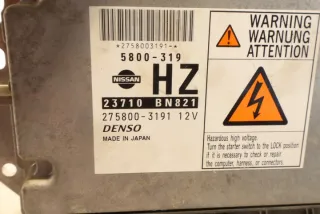 *2758003191-*
5800-319
NISSAN
HZ
23710 BN821
275800-3191 12V
DENSO
MADE IN JAPAN
WARNING
WARNUNG
ATTENTION
Hazardous high voltage.
Turn the starter switch to the LOCK position
if it is necessary to check or repair
the computer, harness, or connectors.